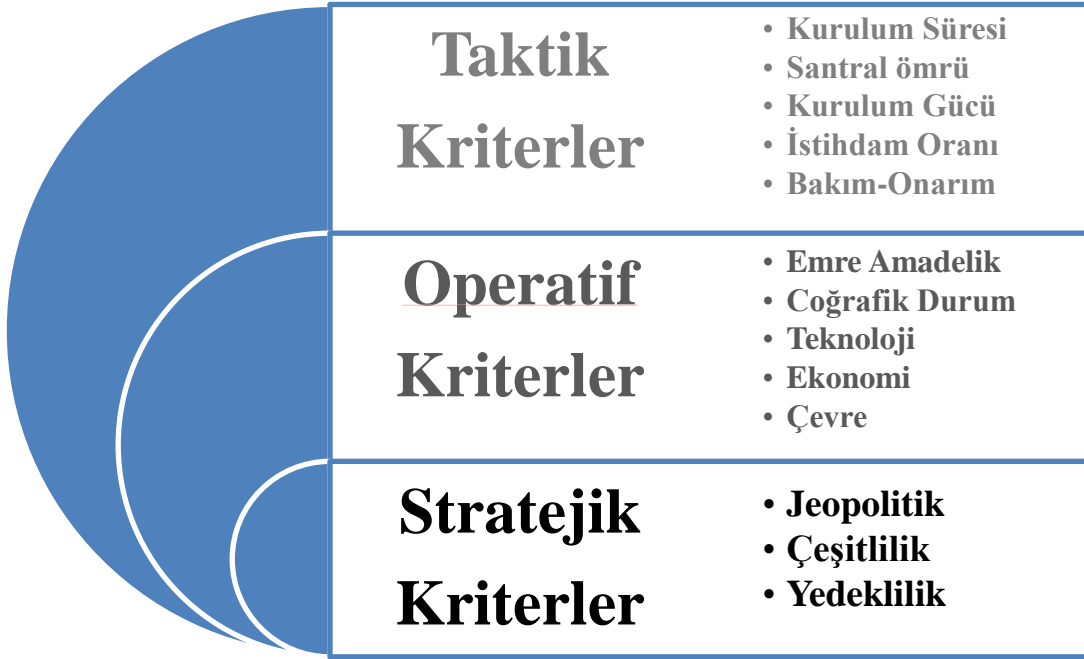 Taktik
Kriterler
• Kurulum Süresi
• Santral ömrü
• Kurulum Gücü
• İstihdam Oranı
• Bakım-Onarım
Operatif
Kriterler
• Emre Amadelik
• Coğrafik Durum
• Teknoloji
• Ekonomi
• Çevre
Stratejik
Kriterler
• Jeopolitik
• Çeşitlilik
• Yedeklilik